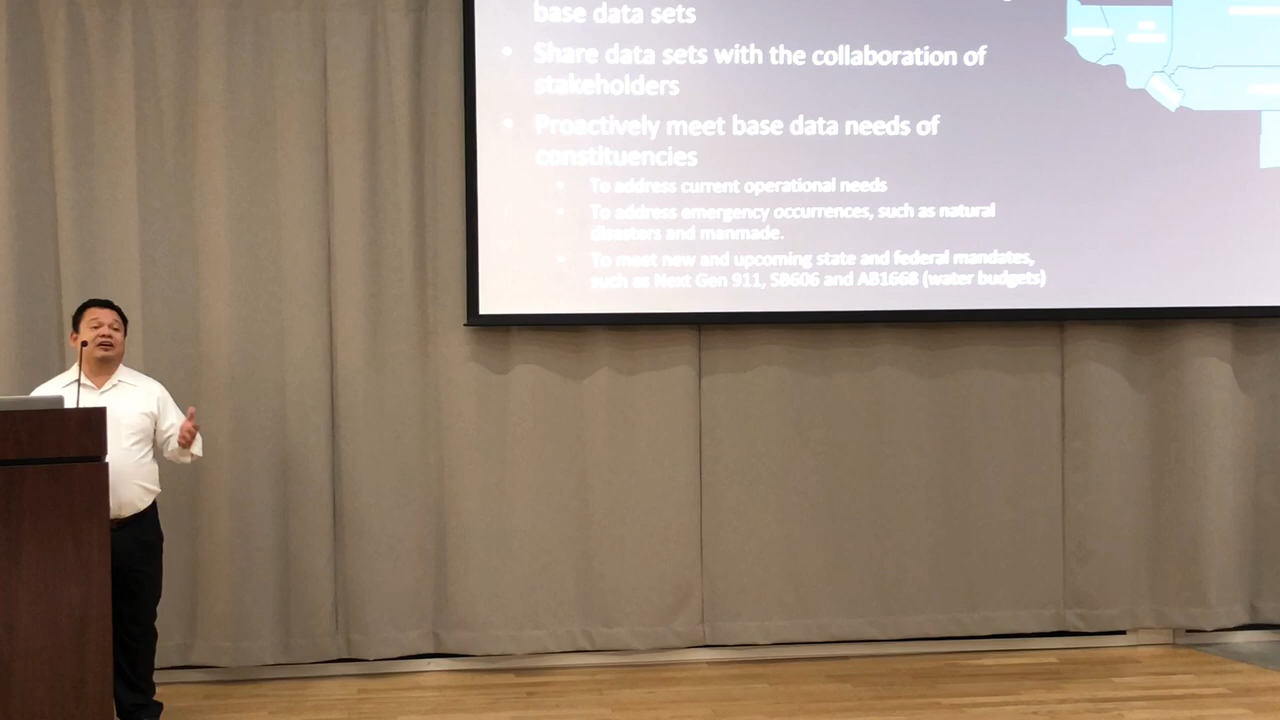 base data sets
Share data sets with the collaboration of
stakeholders
Proactively meet base data needs of
constituencies
To address current operational needs
To address emergency occurrences, such as natural
disasters and manmade.
To meet new and upcoming state and federal mandates,
such as Next Gen 911, SB606 and AB1668 (water budgets)